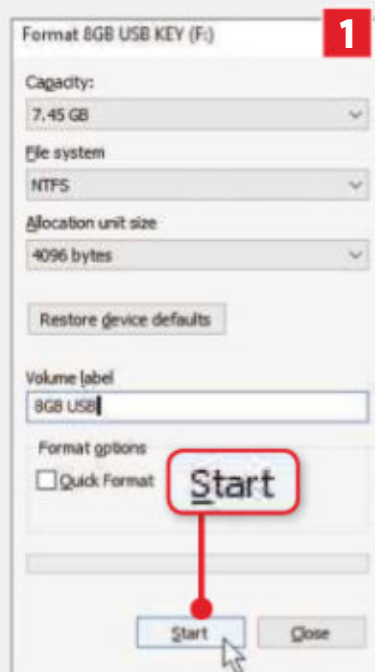 Format 8GB USB KEY (F:)
1
Capacity:
7.45 GB
File system
NTFS
Allocation unit size
4096 bytes
Restore device defaults
Volume label
8GB USB
Format options
Quick Format
Start
Start
Close